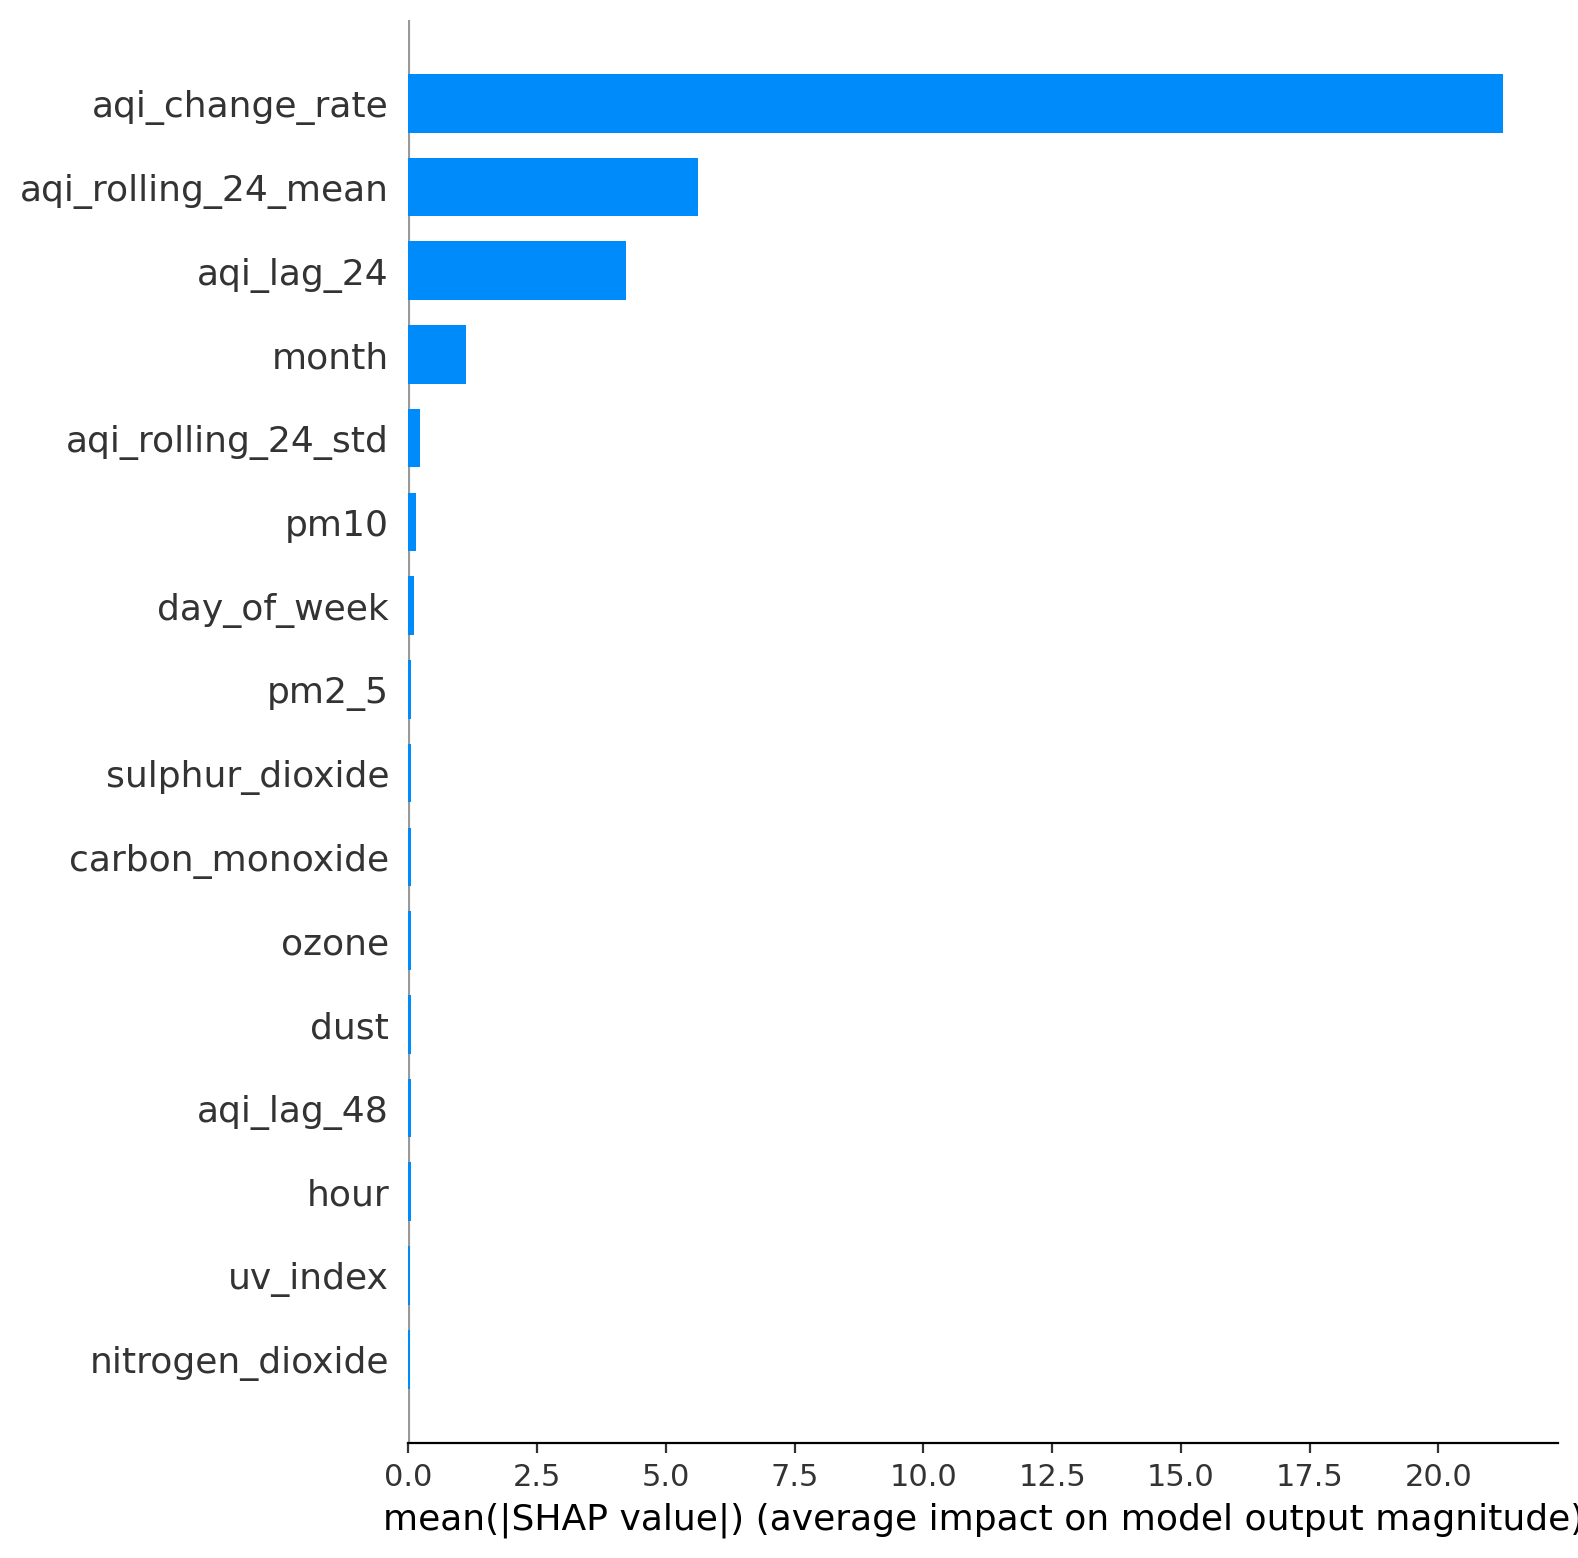 aqi_change_rate
aqi_rolling_24_mean
aqi_lag_24
month
aqi_rolling_24_std
pm10
day_of_week
pm2_5
sulphur_dioxide
carbon_monoxide
ozone
dust
aqi_lag_48
hour
uv_index
nitrogen_dioxide
0.0 2.5 5.0 7.5 10.0 12.5 15.0 17.5 20.0
mean(|SHAP value|) (average impact on model output magnitude)